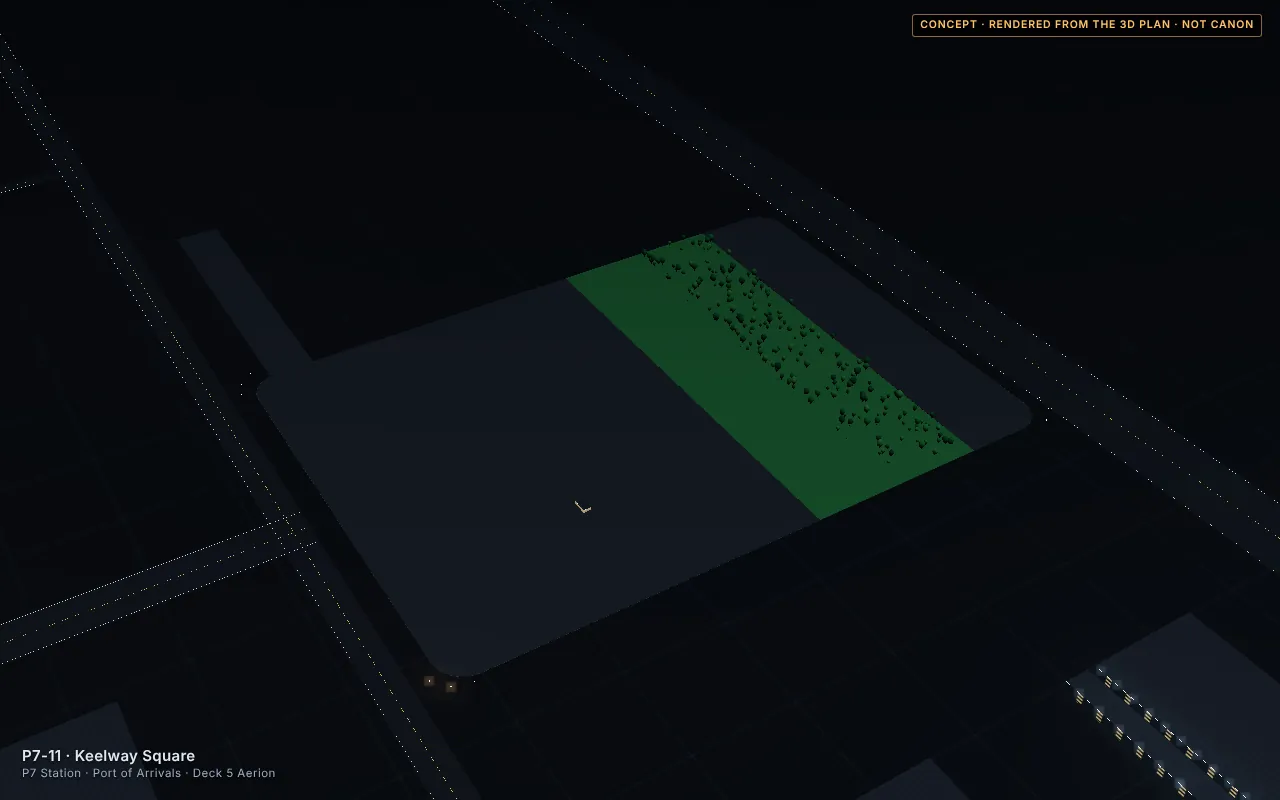 CONCEPT · RENDERED FROM THE 3D PLAN · NOT CANON
P7-11 · Keelway Square
P7 Station · Port of Arrivals · Deck 5 Aerion